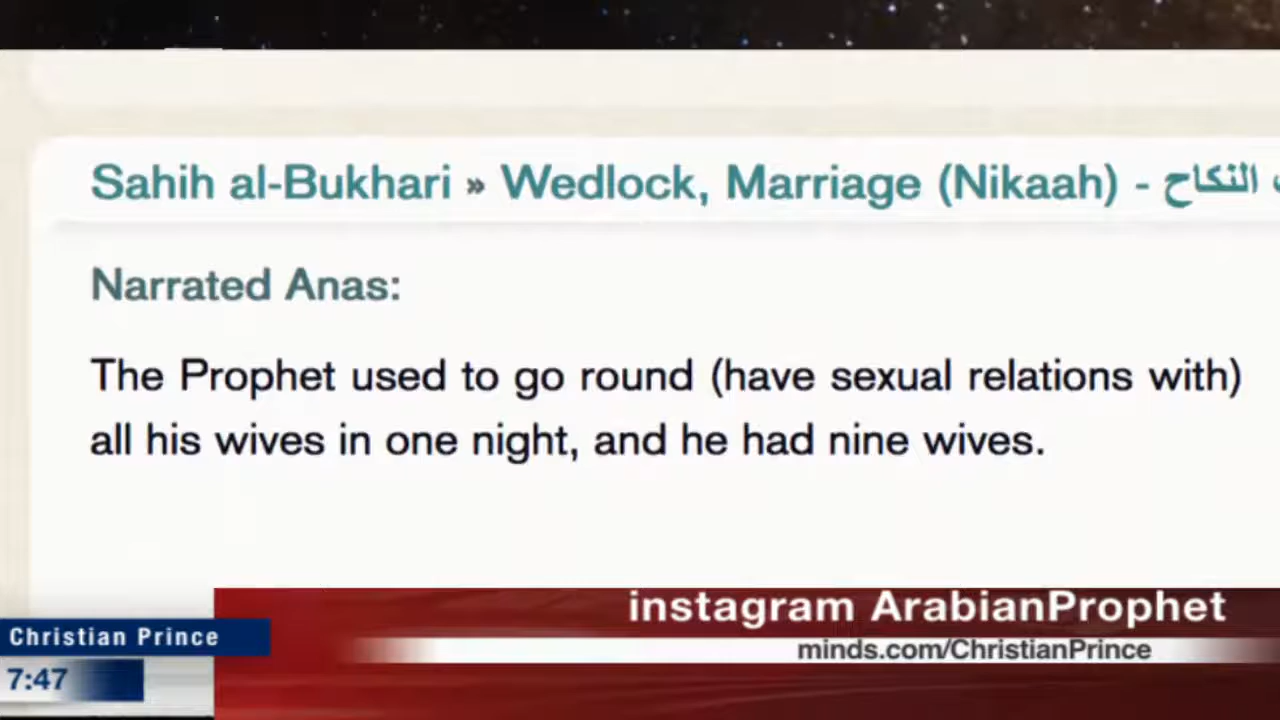 Sahih al-Bukhari » Wedlock, Marriage (Nikaah) - النكاح
Narrated Anas:
The Prophet used to go round (have sexual relations with)
all his wives in one night, and he had nine wives.
instagram ArabianProphet
Christian Prince
minds.com/ChristianPrince
7:47